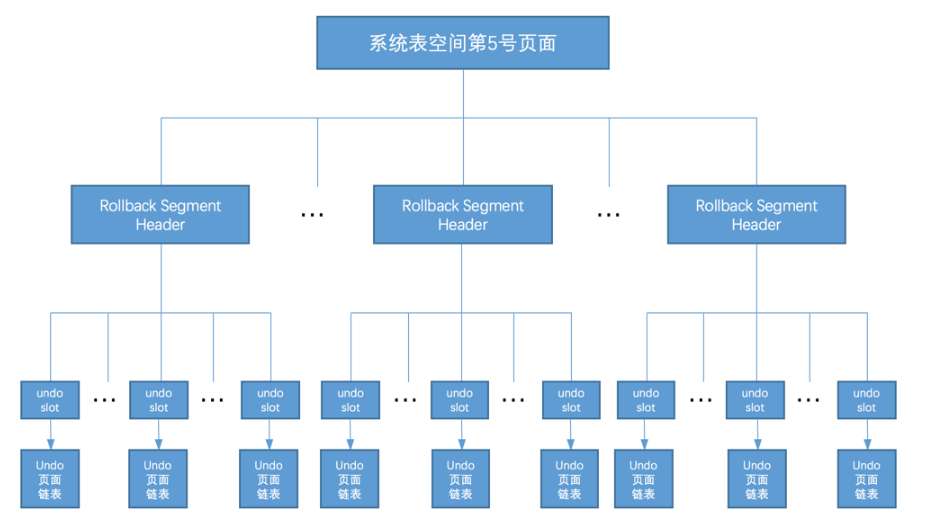 系统表空间第5号页面
Rollback Segment
Header
...
Rollback Segment
Header
...
Rollback Segment
Header
undo
slot
...
undo
slot
...
undo
slot
undo
slot
...
undo
slot
...
undo
slot
undo
slot
...
undo
slot
...
undo
slot
Undo
页面
链表
Undo
页面
链表
Undo
页面
链表
Undo
页面
链表
Undo
页面
链表
Undo
页面
链表
Undo
页面
链表
Undo
页面
链表
Undo
页面
链表